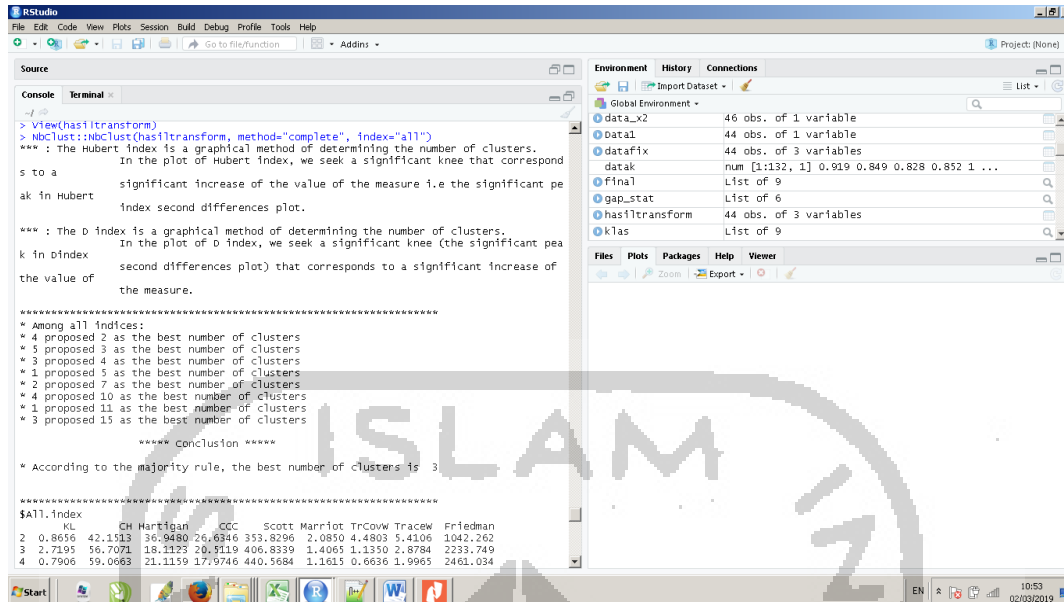 RStudio
File Edit Code View Plots Session Build Debug Profile Tools Help
Go to file/function Addins Project: (None)
Source
Console Terminal ×
~/
> View(hasiltransform)
> NbClust::NbClust(hasiltransform, method="complete", index="all")
*** : The Hubert index is a graphical method of determining the number of clusters.
In the plot of Hubert index, we seek a significant knee that correspond
s to a
significant increase of the value of the measure i.e the significant pe
ak in Hubert
index second differences plot.
*** : The D index is a graphical method of determining the number of clusters.
In the plot of D index, we seek a significant knee (the significant pea
k in Dindex
second differences plot) that corresponds to a significant increase of
the value of
the measure.
*******************************************************************
* Among all indices:
* 4 proposed 2 as the best number of clusters
* 5 proposed 3 as the best number of clusters
* 3 proposed 4 as the best number of clusters
* 1 proposed 5 as the best number of clusters
* 2 proposed 7 as the best number of clusters
* 4 proposed 10 as the best number of clusters
* 1 proposed 11 as the best number of clusters
* 3 proposed 15 as the best number of clusters
***** Conclusion *****
* According to the majority rule, the best number of clusters is 3
*******************************************************************
$All.index
KL CH Hartigan CCC Scott Marriot TrCovW TraceW Friedman
2 0.8656 42.1513 36.9480 26.6346 353.8296 2.0850 4.4803 5.4106 1042.262
3 2.7195 56.7071 18.1123 20.5119 406.8339 1.4065 1.1350 2.8784 2233.749
4 0.7906 59.0663 21.1159 17.9746 440.5684 1.1615 0.6636 1.9965 2461.034
Environment History Connections
Import Dataset List
Global Environment
data_x2 46 obs. of 1 variable
Data1 44 obs. of 1 variable
datafix 44 obs. of 3 variables
datak num [1:132, 1] 0.919 0.849 0.828 0.852 1 ...
final List of 9
gap_stat List of 6
hasiltransform 44 obs. of 3 variables
klas List of 9
Files Plots Packages Help Viewer
Zoom Export
ISLAM
Start
EN
10:53
02/03/2019